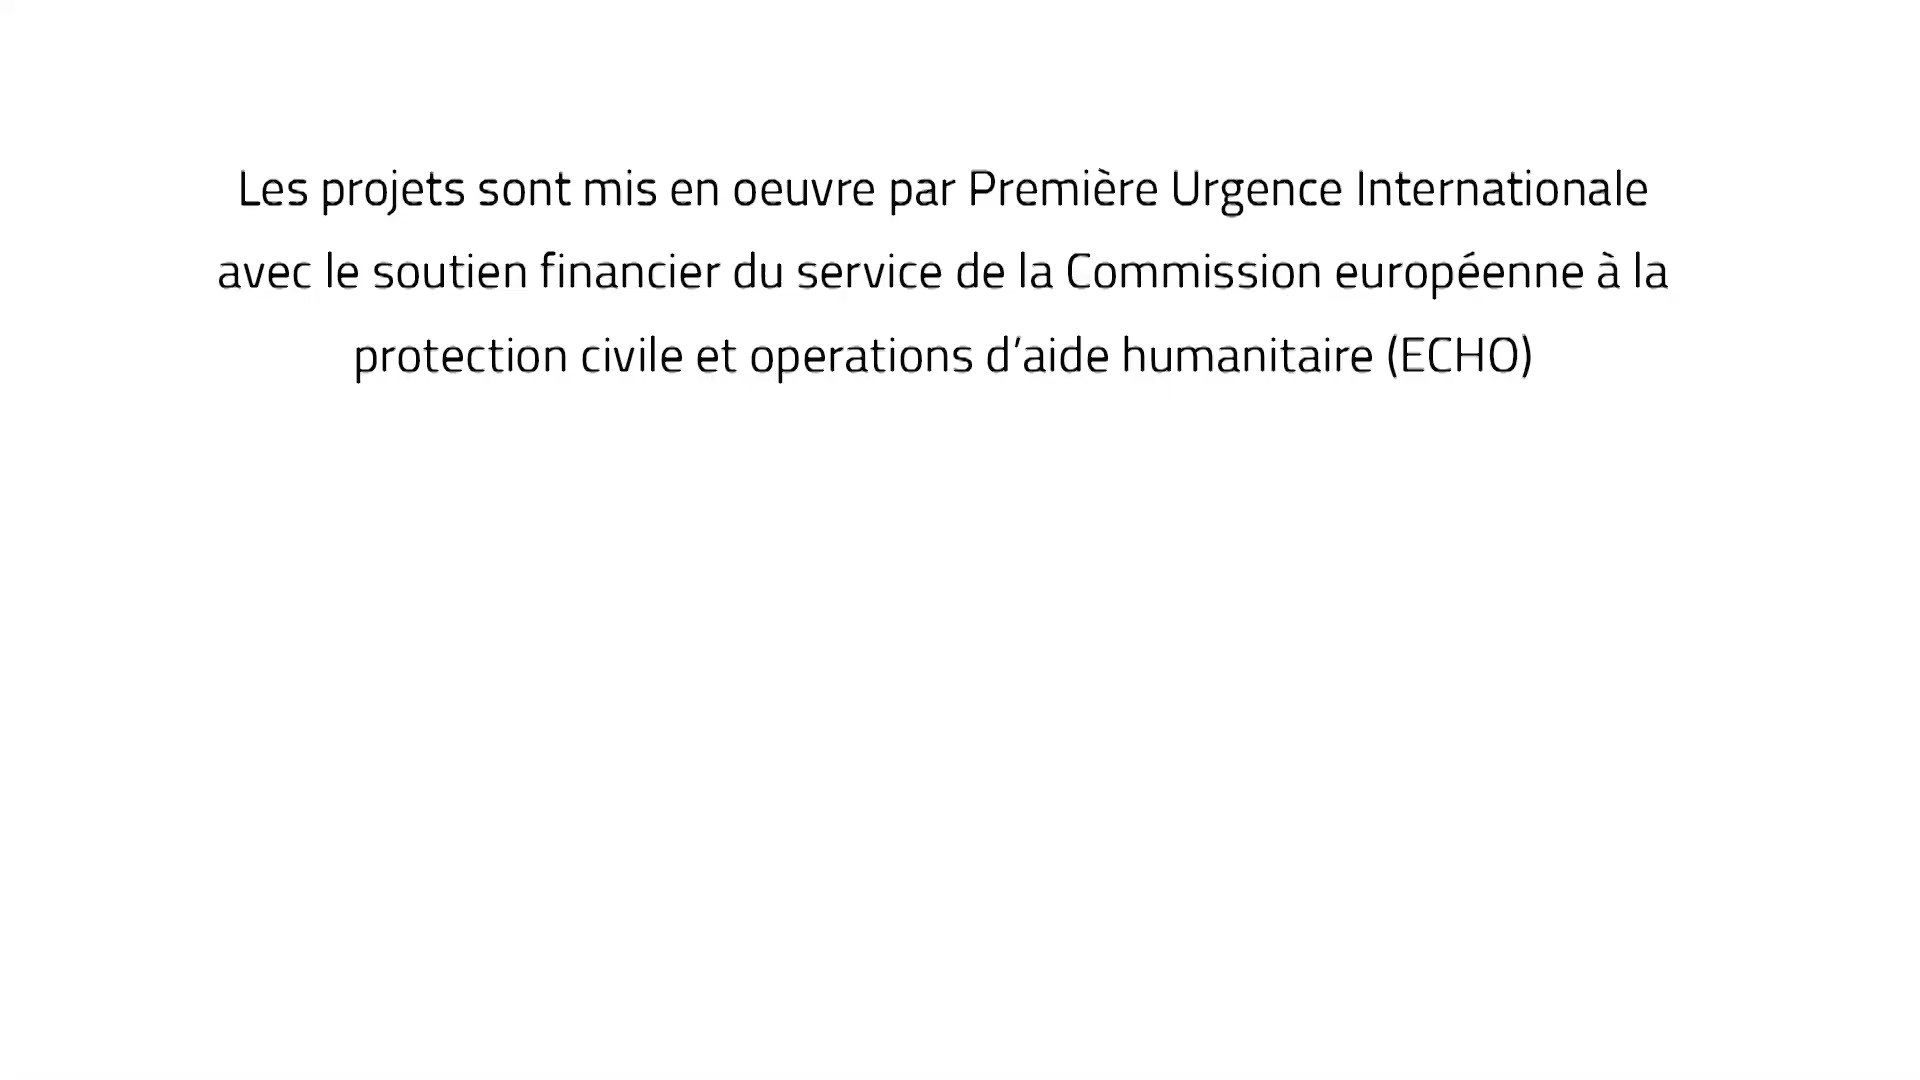 Les projets sont mis en oeuvre par Première Urgence Internationale
avec le soutien financier du service de la Commission européenne à la
protection civile et operations d’aide humanitaire (ECHO)